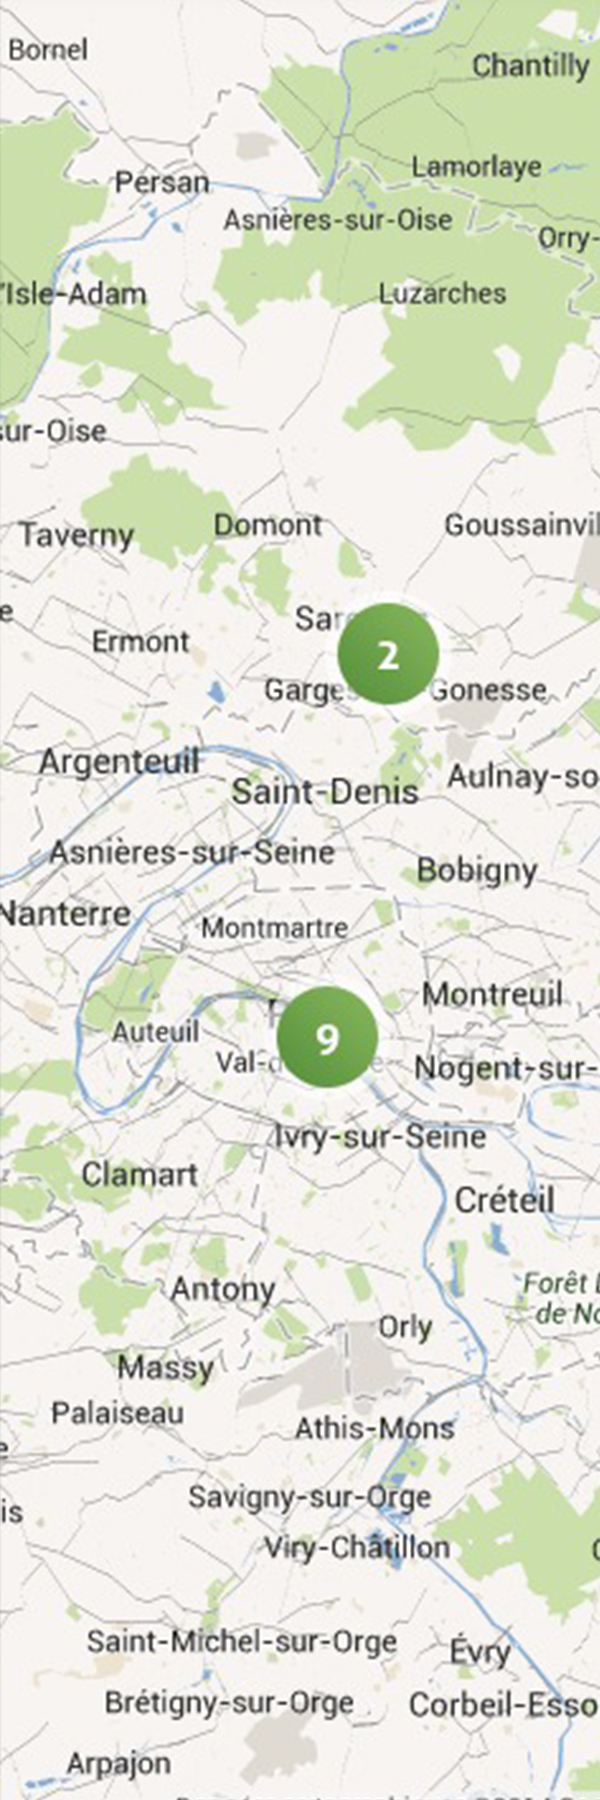 Bornel
Chantilly
Lamorlaye
Persan
Asnières-sur-Oise
Orry-
'Isle-Adam
Luzarches
sur-Oise
Taverny
Domont
Goussainvil
e
Sar
Ermont
2
Garge
Gonesse
Argenteuil
Saint-Denis
Aulnay-so
Asnières-sur-Seine
Bobigny
Nanterre
Montmartre
Montreuil
Auteuil
9
Val-d
Nogent-sur-
Ivry-sur-Seine
Clamart
Créteil
Forêt
de No
Antony
Orly
Massy
Palaiseau
Athis-Mons
e
Savigny-sur-Orge
is
Viry-Châtillon
Saint-Michel-sur-Orge
Évry
Brétigny-sur-Orge
Corbeil-Esso
Arpajon